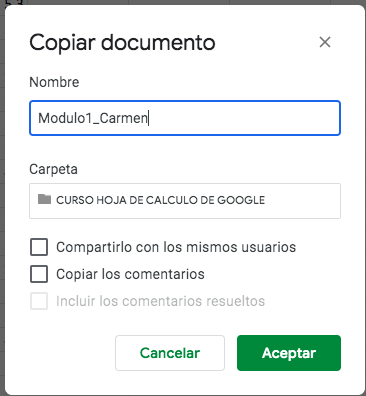 Copiar documento
Nombre
Modulo1_Carmen
Carpeta
CURSO HOJA DE CALCULO DE GOOGLE
Compartirlo con los mismos usuarios
Copiar los comentarios
Incluir los comentarios resueltos
Cancelar
Aceptar